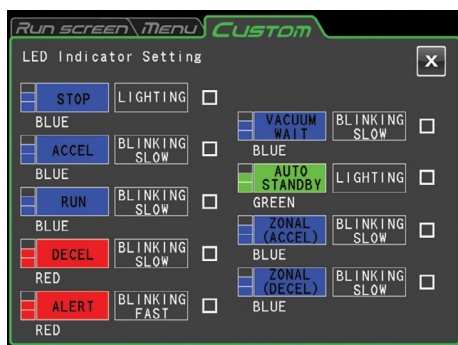 Run screen Menu Custom
LED Indicator Setting
X
STOP LIGHTING
BLUE
ACCEL BLINKING SLOW
BLUE
RUN BLINKING SLOW
BLUE
DECEL BLINKING SLOW
RED
ALERT BLINKING FAST
RED
VACUUM WAIT BLINKING SLOW
BLUE
AUTO STANDBY LIGHTING
GREEN
ZONAL (ACCEL) BLINKING SLOW
BLUE
ZONAL (DECEL) BLINKING SLOW
BLUE